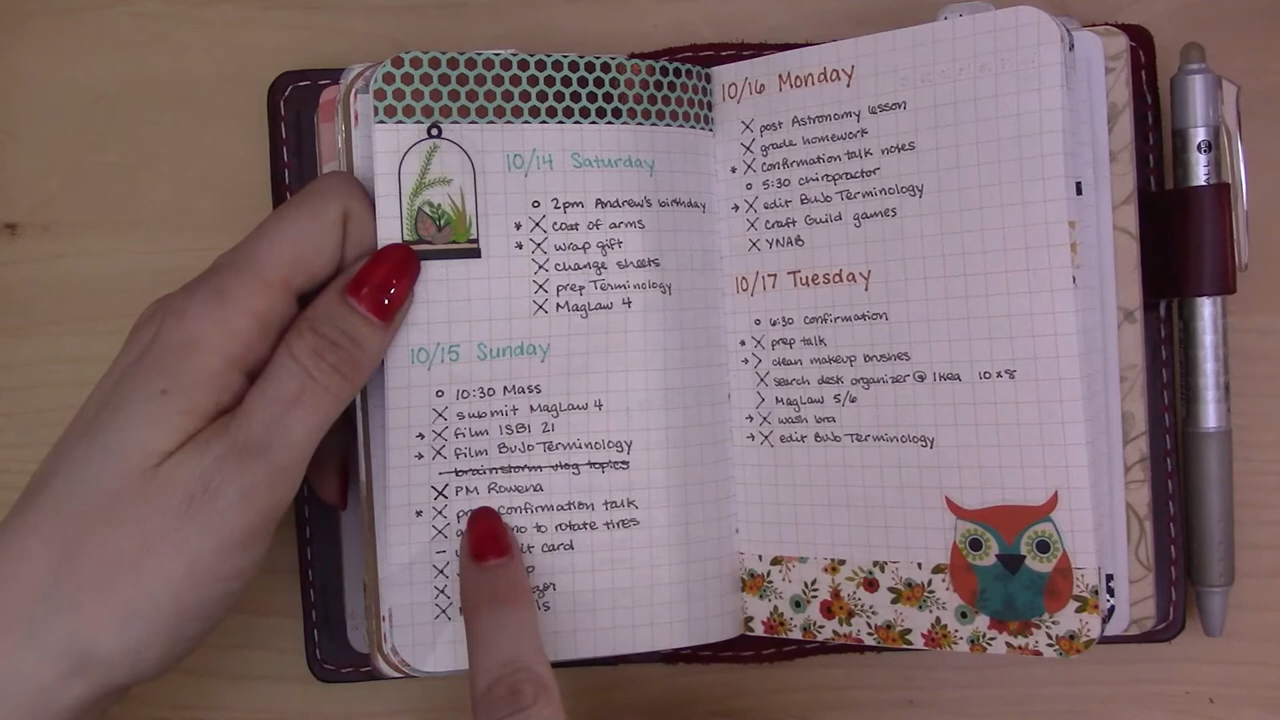 10/14 Saturday
o 2pm Andrew's birthday
* X coat of arms
* X wrap gift
X change sheets
X prep Terminology
X MagLaw 4
10/15 Sunday
o 10:30 Mass
X submit MagLaw 4
→ X film ISBI 21
→ X film BuJo Terminology
brainstorm vlog topics
X PM Rowena
* X confirmation talk
X to rotate tires
- card
X
X
X
10/16 Monday
X post Astronomy lesson
X grade homework
* X confirmation talk notes
o 5:30 chiropractor
→ X edit BuJo Terminology
X craft Guild games
X YNAB
10/17 Tuesday
o 6:30 confirmation
* X prep talk
→ > clean makeup brushes
X search desk organizer @ Ikea 10x8
> MagLaw 5/6
→ X wash bra
→ X edit BuJo Terminology